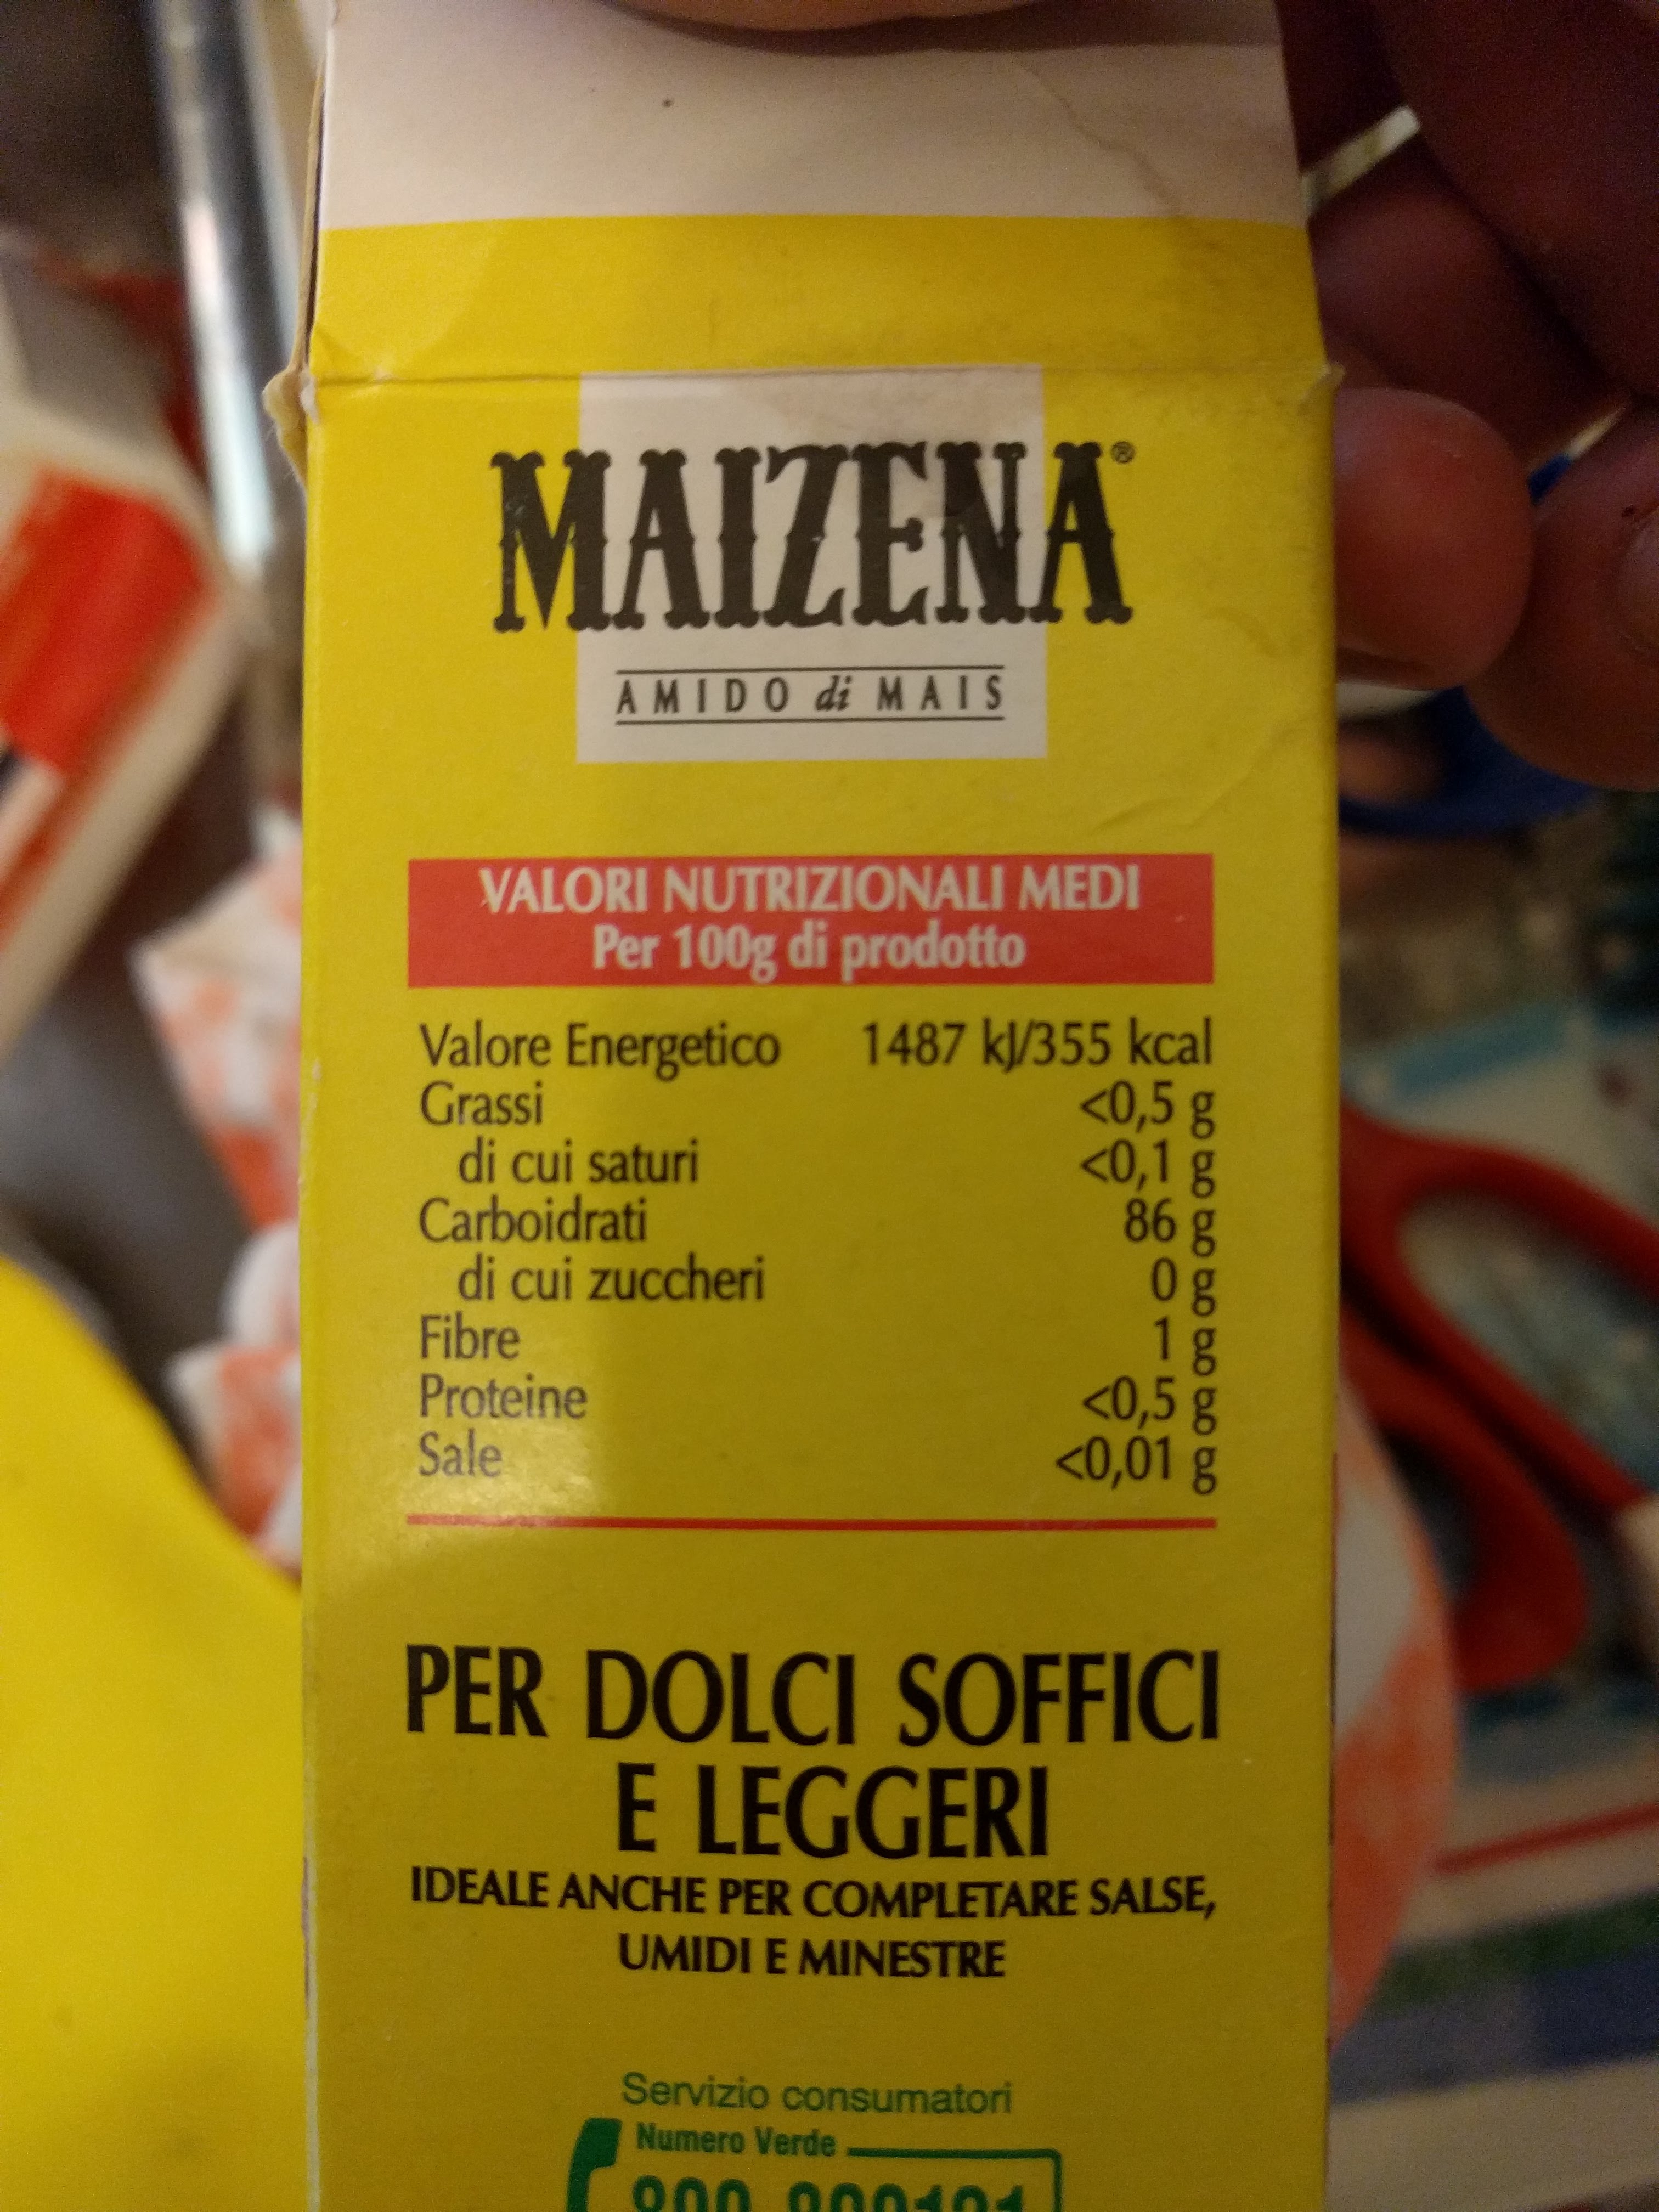 MAIZENA®
AMIDO di MAIS
VALORI NUTRIZIONALI MEDI
Per 100g di prodotto
Valore Energetico 1487 kJ/355 kcal
Grassi <0,5 g
di cui saturi <0,1 g
Carboidrati 86 g
di cui zuccheri 0 g
Fibre 1 g
Proteine <0,5 g
Sale <0,01 g
PER DOLCI SOFFICI
E LEGGERI
IDEALE ANCHE PER COMPLETARE SALSE,
UMIDI E MINESTRE
Servizio consumatori
Numero Verde